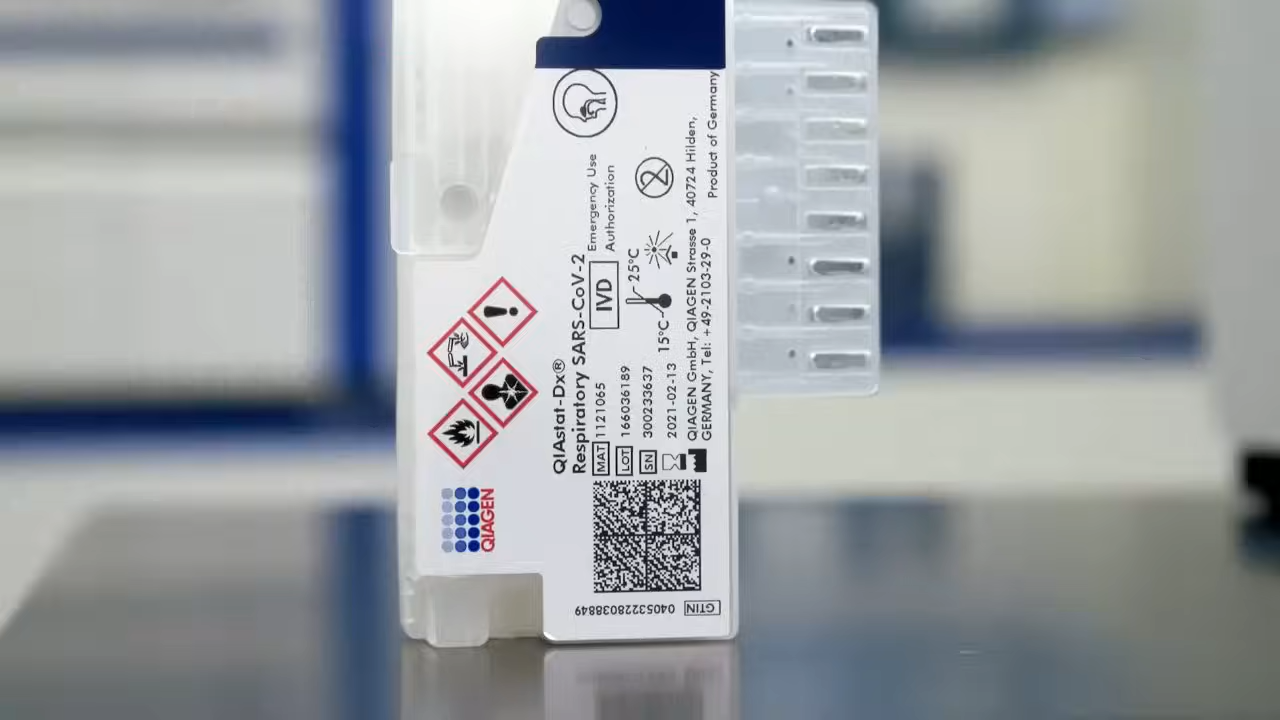 QIAGEN
QIAstat-Dx®
Respiratory SARS-CoV-2
MAT 1121065
IVD
Emergency Use
Authorization
LOT 166036189
SN 300233637
2021-02-13
15°C
25°C
2
QIAGEN GmbH, QIAGEN Strasse 1, 40724 Hilden,
GERMANY, Tel: +49-2103-29-0
Product of Germany
GTIN 04053228038849